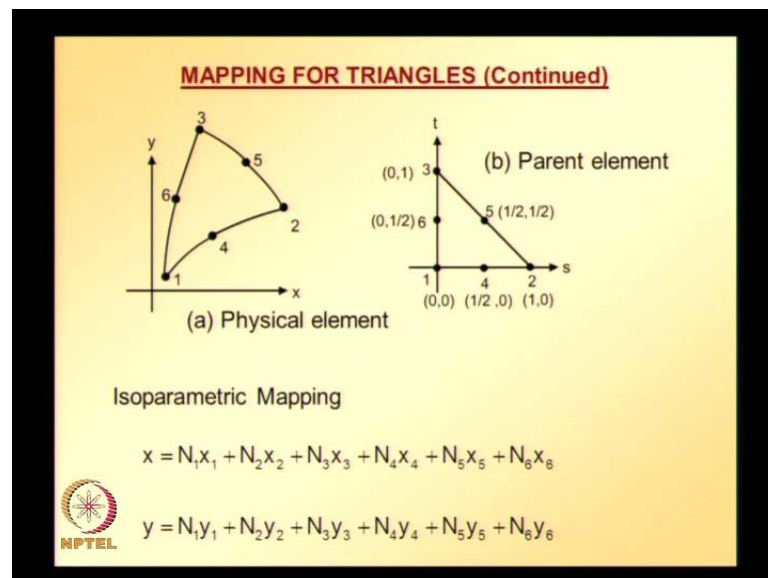 MAPPING FOR TRIANGLES (Continued)
3
y
5
6
2
4
1
x
(a) Physical element
t
(b) Parent element
(0,1) 3
5 (1/2,1/2)
(0,1/2) 6
s
1 4 2
(0,0) (1/2 ,0) (1,0)
Isoparametric Mapping
x = N₁x₁ + N₂x₂ + N₃x₃ + N₄x₄ + N₅x₅ + N₆x₆
y = N₁y₁ + N₂y₂ + N₃y₃ + N₄y₄ + N₅y₅ + N₆y₆
NPTEL